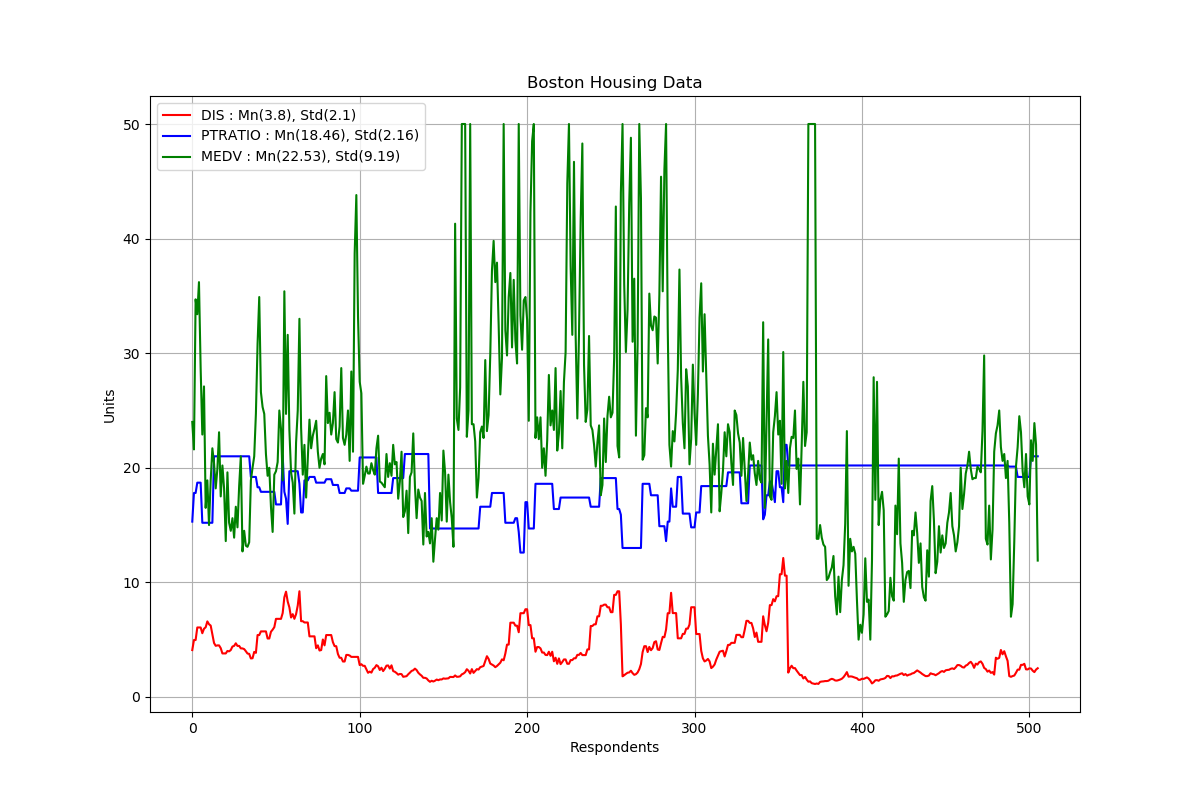 Boston Housing Data
DIS : Mn(3.8), Std(2.1)
PTRATIO : Mn(18.46), Std(2.16)
MEDV : Mn(22.53), Std(9.19)
50
40
30
20
10
0
Units
0 100 200 300 400 500
Respondents